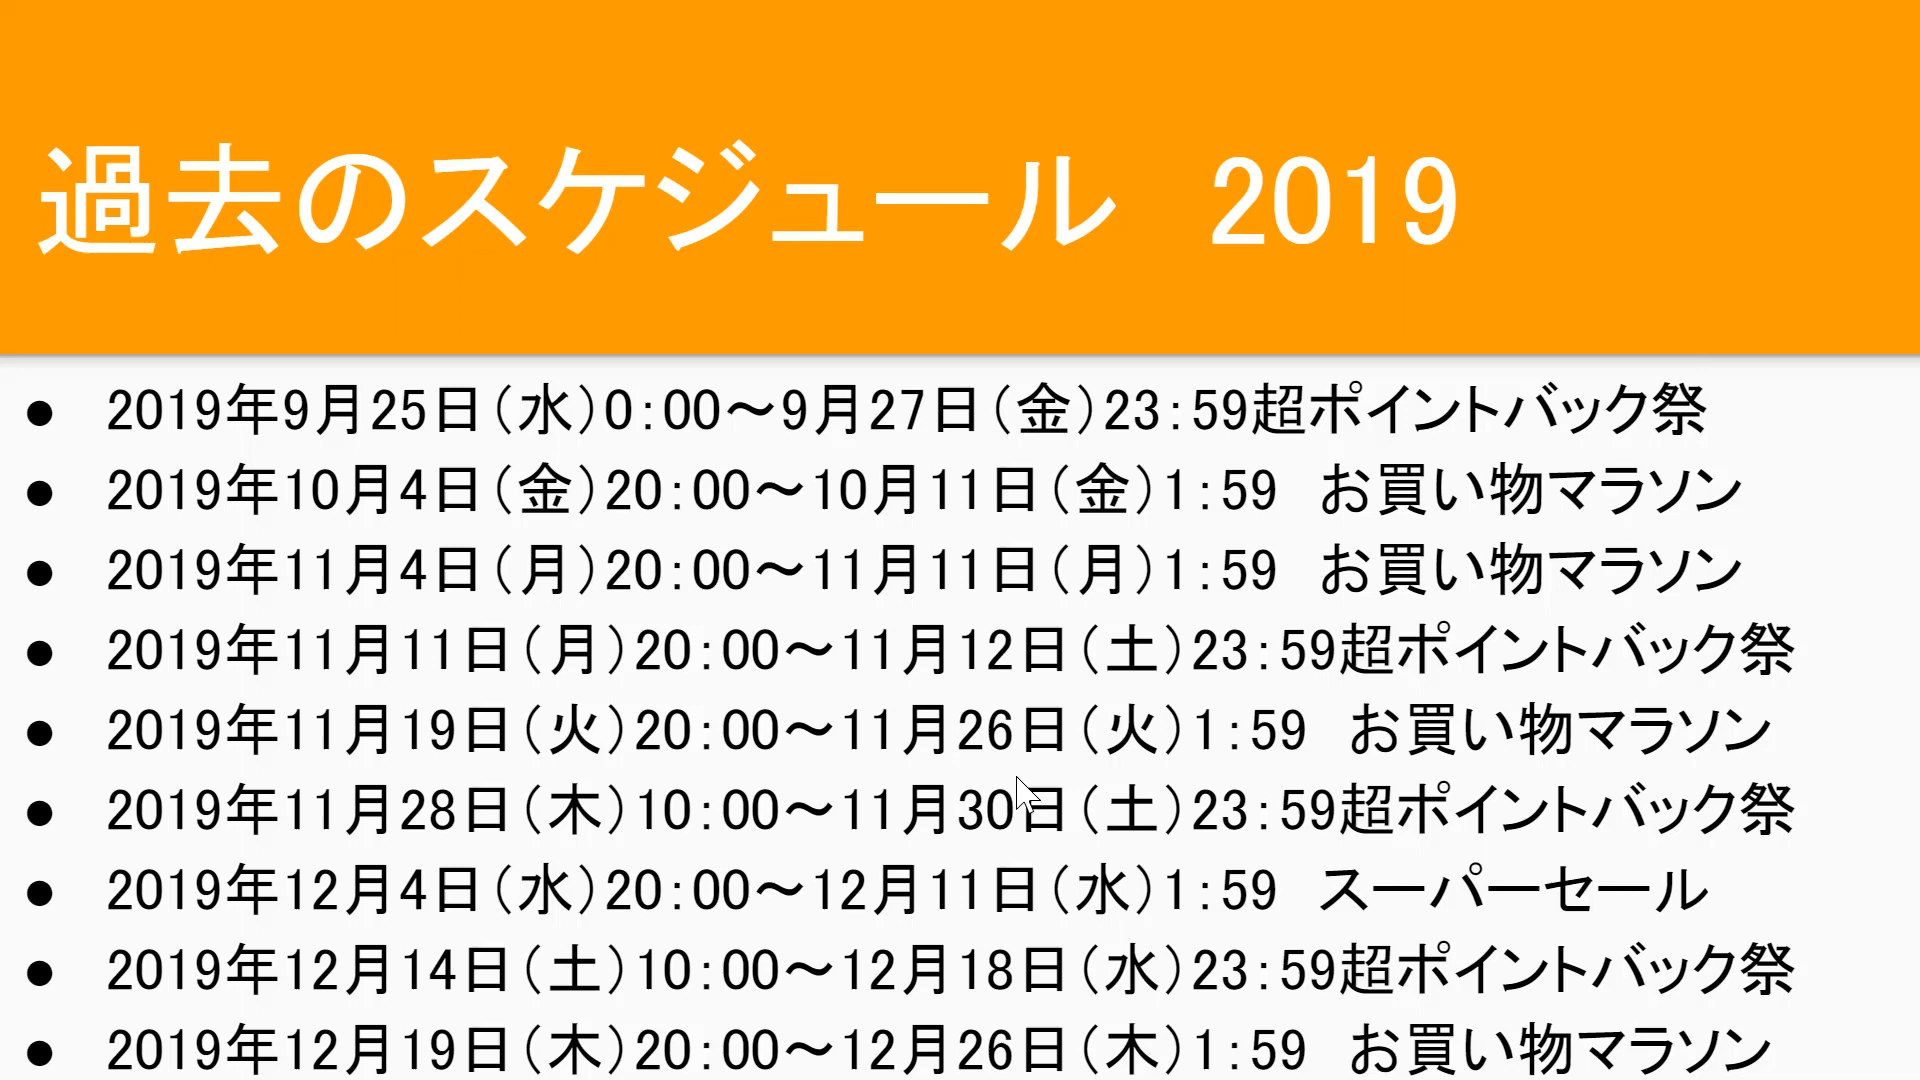 過去のスケジュール　2019
● 2019年9月25日(水)0:00～9月27日(金)23:59超ポイントバック祭
● 2019年10月4日(金)20:00～10月11日(金)1:59　お買い物マラソン
● 2019年11月4日(月)20:00～11月11日(月)1:59　お買い物マラソン
● 2019年11月11日(月)20:00～11月12日(土)23:59超ポイントバック祭
● 2019年11月19日(火)20:00～11月26日(火)1:59　お買い物マラソン
● 2019年11月28日(木)10:00～11月30日(土)23:59超ポイントバック祭
● 2019年12月4日(水)20:00～12月11日(水)1:59　スーパーセール
● 2019年12月14日(土)10:00～12月18日(水)23:59超ポイントバック祭
● 2019年12月19日(木)20:00～12月26日(木)1:59　お買い物マラソン